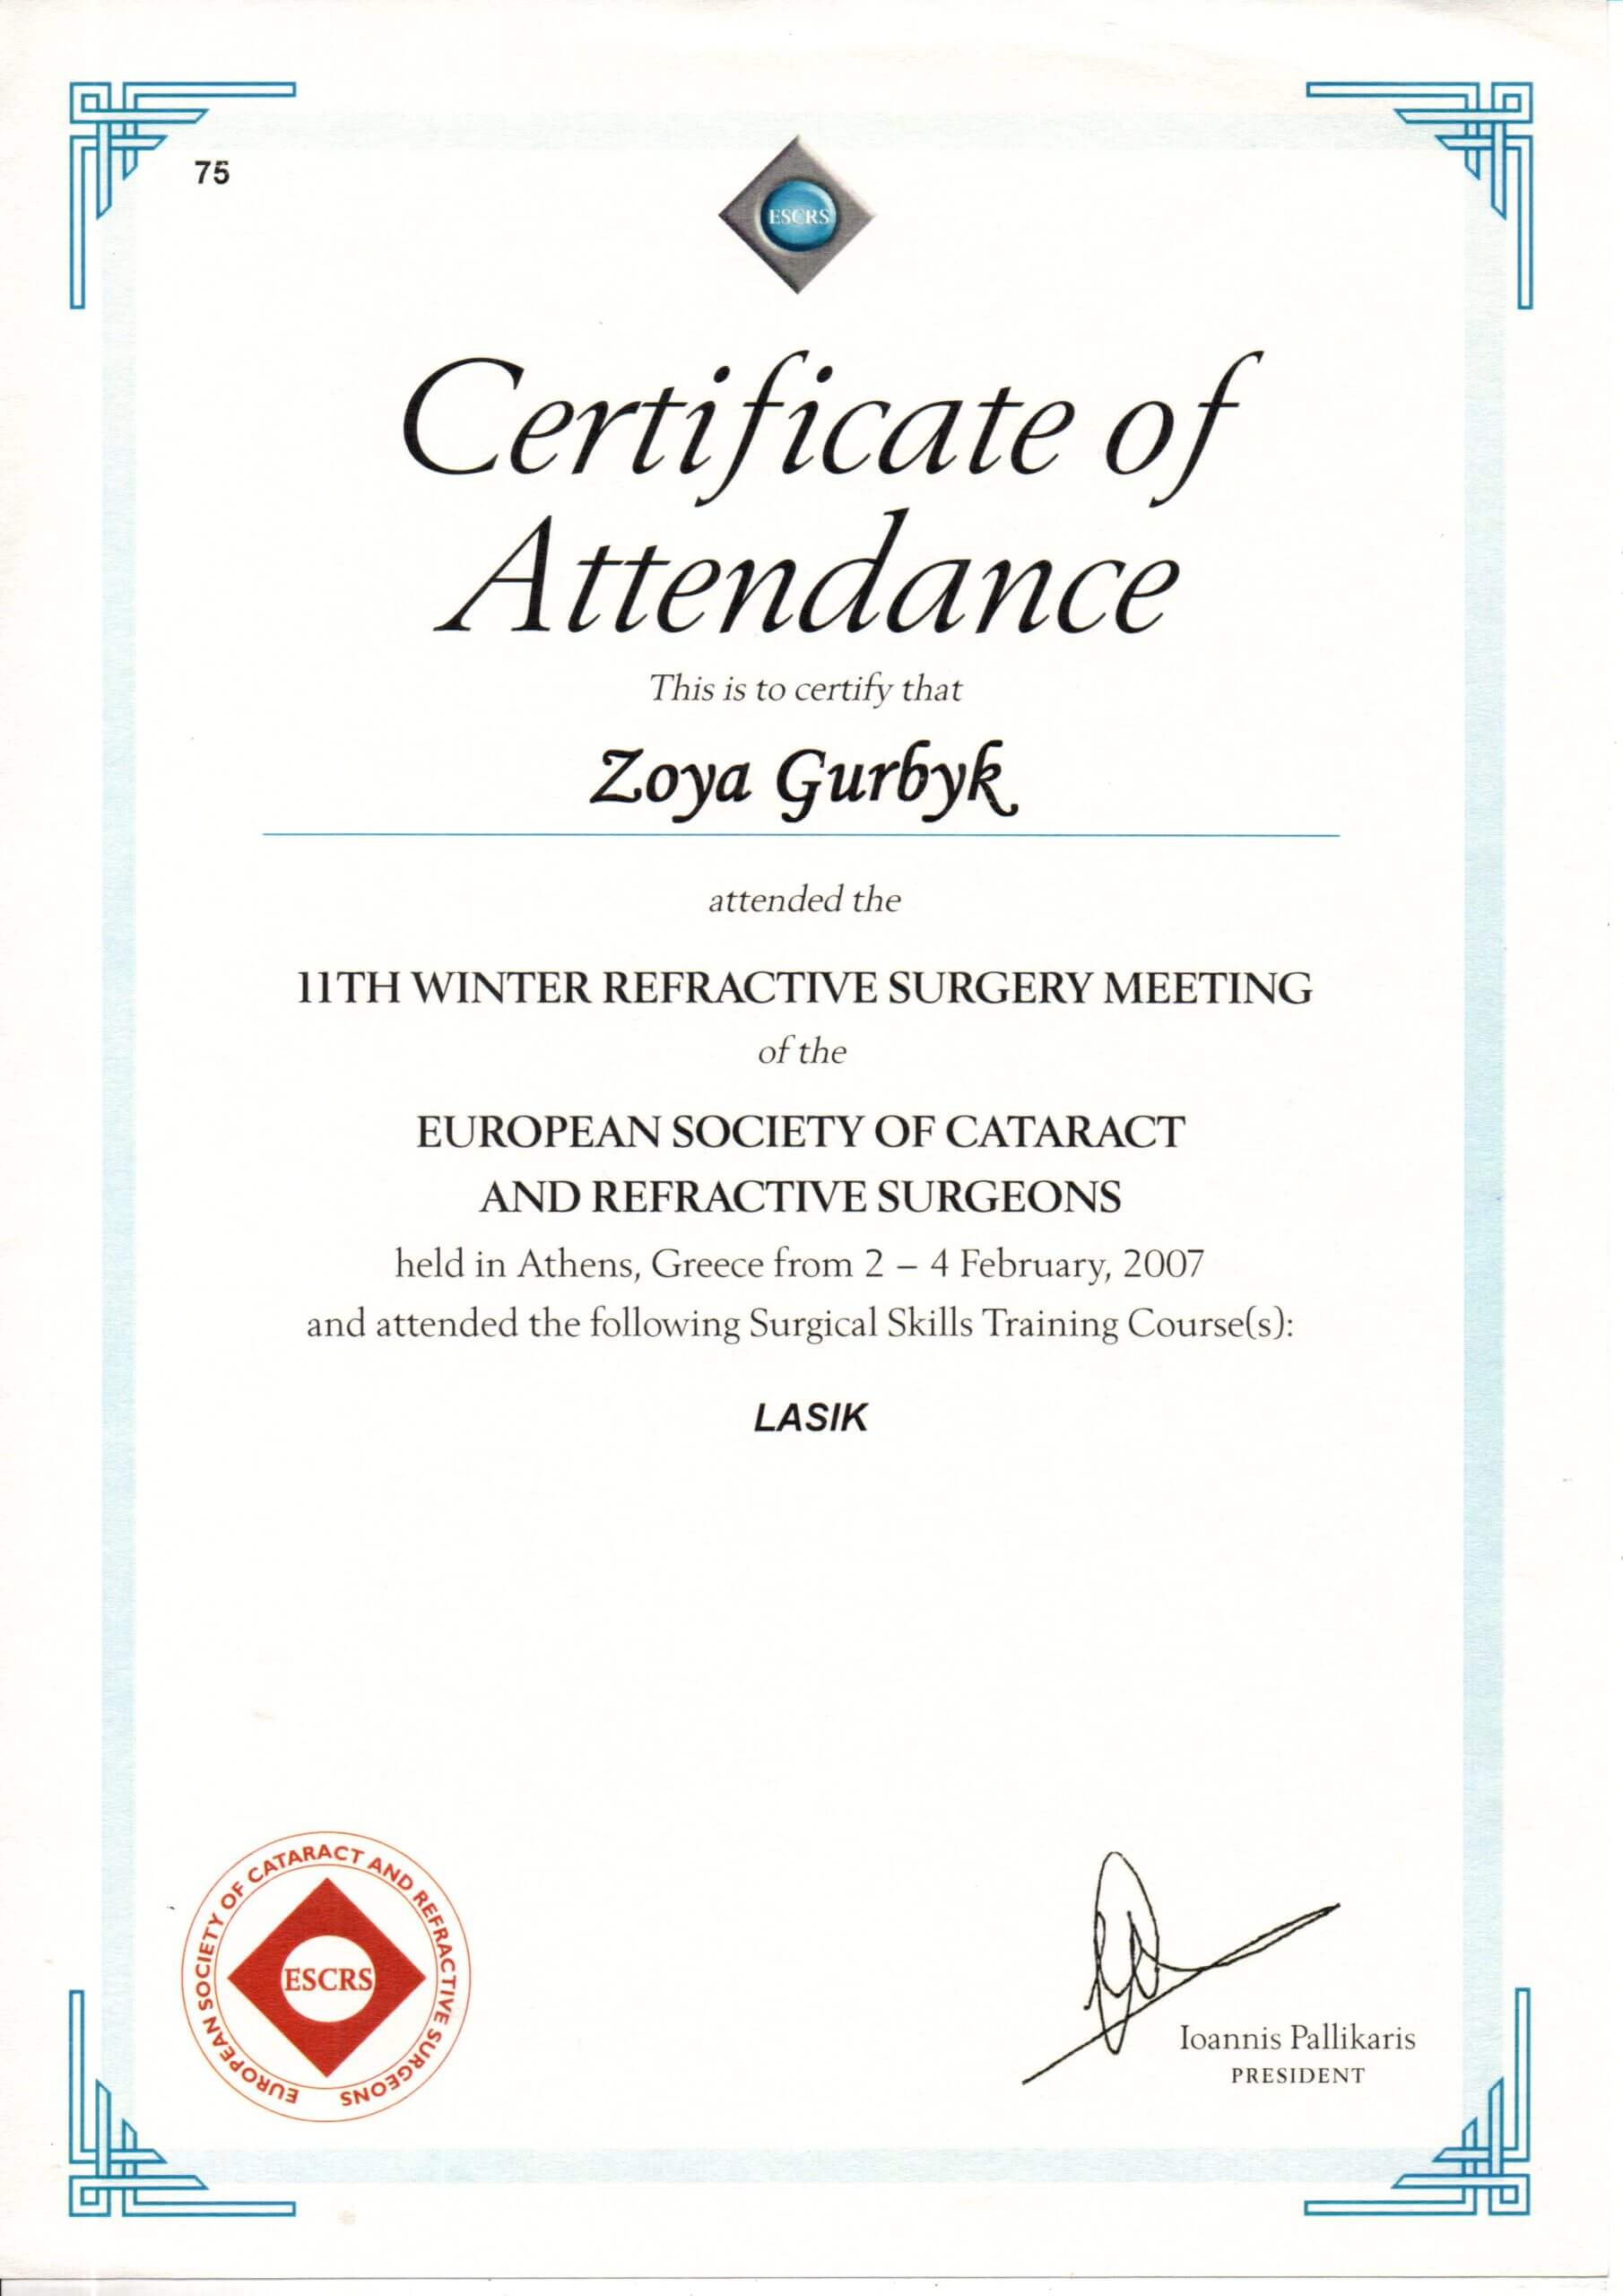 75
ESCRS
Certificate of
Attendance
This is to certify that
Zoya Gurbyk
attended the
11TH WINTER REFRACTIVE SURGERY MEETING
of the
EUROPEAN SOCIETY OF CATARACT
AND REFRACTIVE SURGEONS
held in Athens, Greece from 2 – 4 February, 2007
and attended the following Surgical Skills Training Course(s):
LASIK
EUROPEAN SOCIETY OF CATARACT AND REFRACTIVE SURGEONS
ESCRS
Ioannis Pallikaris
PRESIDENT